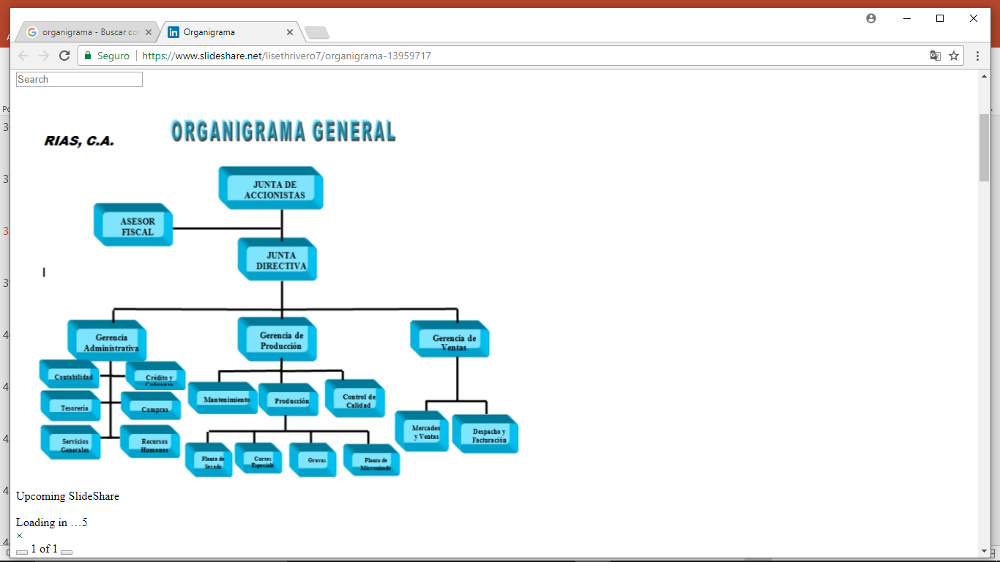 organigrama - Buscar co
Organigrama
Seguro
https://www.slideshare.net/lisethrivero7/organigrama-13959717
Search
RIAS, C.A.
ORGANIGRAMA GENERAL
JUNTA DE
ACCIONISTAS
ASESOR
FISCAL
JUNTA
DIRECTIVA
Gerencia
Administrativa
Gerencia de
Producción
Gerencia de
Ventas
Contabilidad
Crédito y
Cobranza
Tesorería
Compras
Servicios
Generales
Recursos
Humanos
Mantenimiento
Producción
Control de
Calidad
Planta de
Secado
Cortes
Especiale
Gravas
Planta de
Micronizado
Mercadeo
y Ventas
Despacho y
Facturación
Upcoming SlideShare
Loading in …5
×
1 of 1